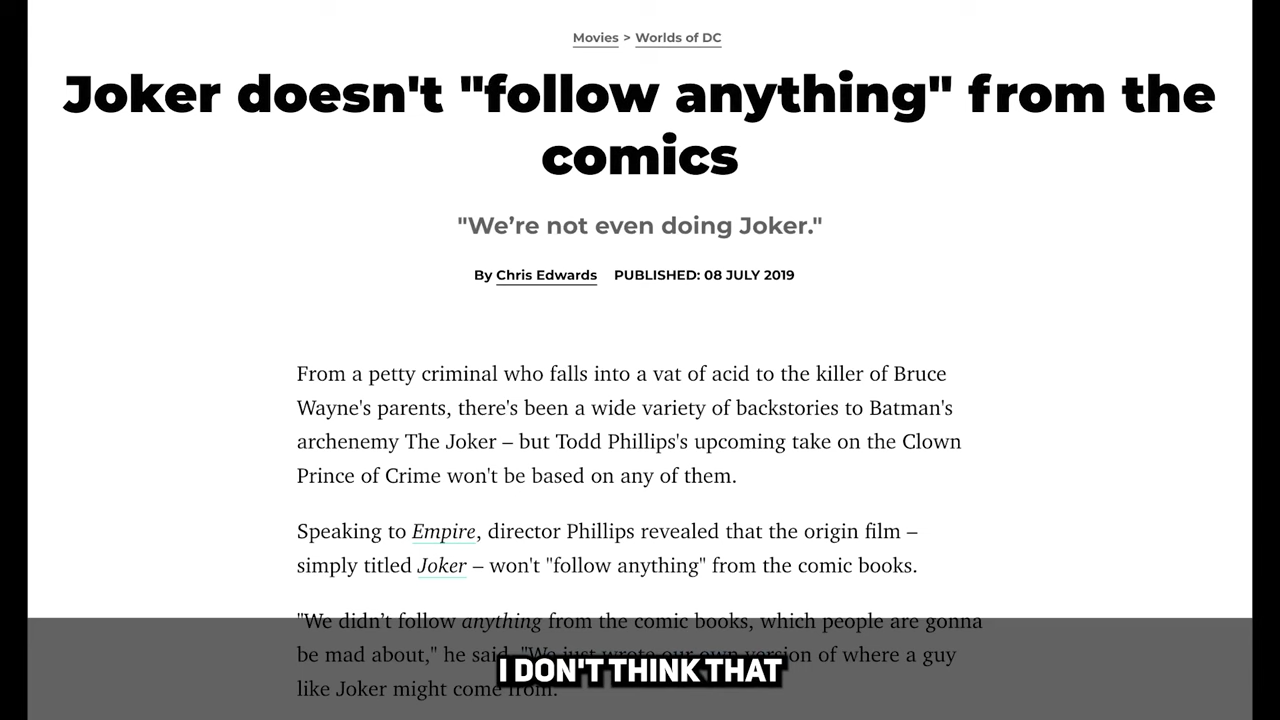 Movies > Worlds of DC
Joker doesn't "follow anything" from the
comics
"We’re not even doing Joker."
By Chris Edwards PUBLISHED: 08 JULY 2019
From a petty criminal who falls into a vat of acid to the killer of Bruce
Wayne's parents, there's been a wide variety of backstories to Batman's
archenemy The Joker – but Todd Phillips's upcoming take on the Clown
Prince of Crime won't be based on any of them.
Speaking to Empire, director Phillips revealed that the origin film –
simply titled Joker – won't "follow anything" from the comic books.
"We didn’t follow anything from the comic books, which people are gonna
be mad about," he said. "We just wrote our own version of where a guy
like Joker might come from.
I DON'T THINK THAT